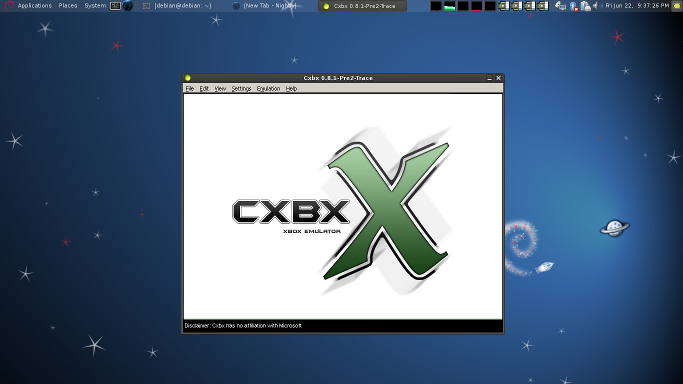 Applications Places System [debian@debian: ~] [New Tab - Nightly] Cxbx 0.8.1-Pre2-Trace Fri Jun 22, 9:37:26 PM
Cxbx 0.8.1-Pre2-Trace
File Edit View Settings Emulation Help
CXBX
XBOX EMULATOR
Disclaimer: Cxbx has no affiliation with Microsoft